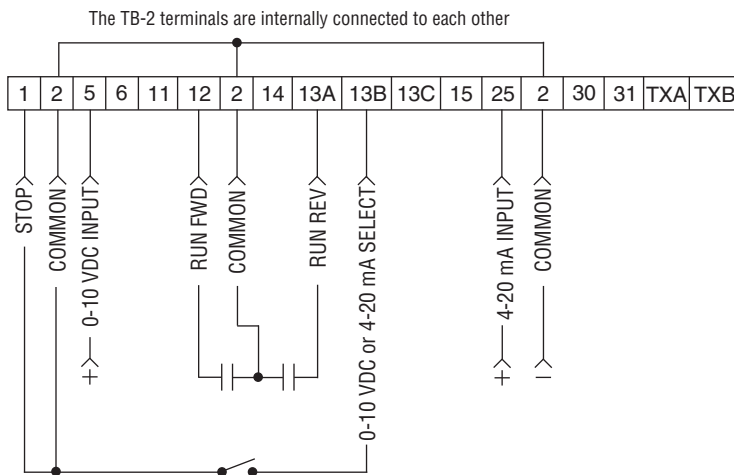 The TB-2 terminals are internally connected to each other
1 2 5 6 11 12 2 14 13A 13B 13C 15 25 2 30 31 TXA TXB
STOP
COMMON
0-10 VDC INPUT
+
RUN FWD
COMMON
RUN REV
0-10 VDC or 4-20 mA SELECT
4-20 mA INPUT
+
COMMON
–